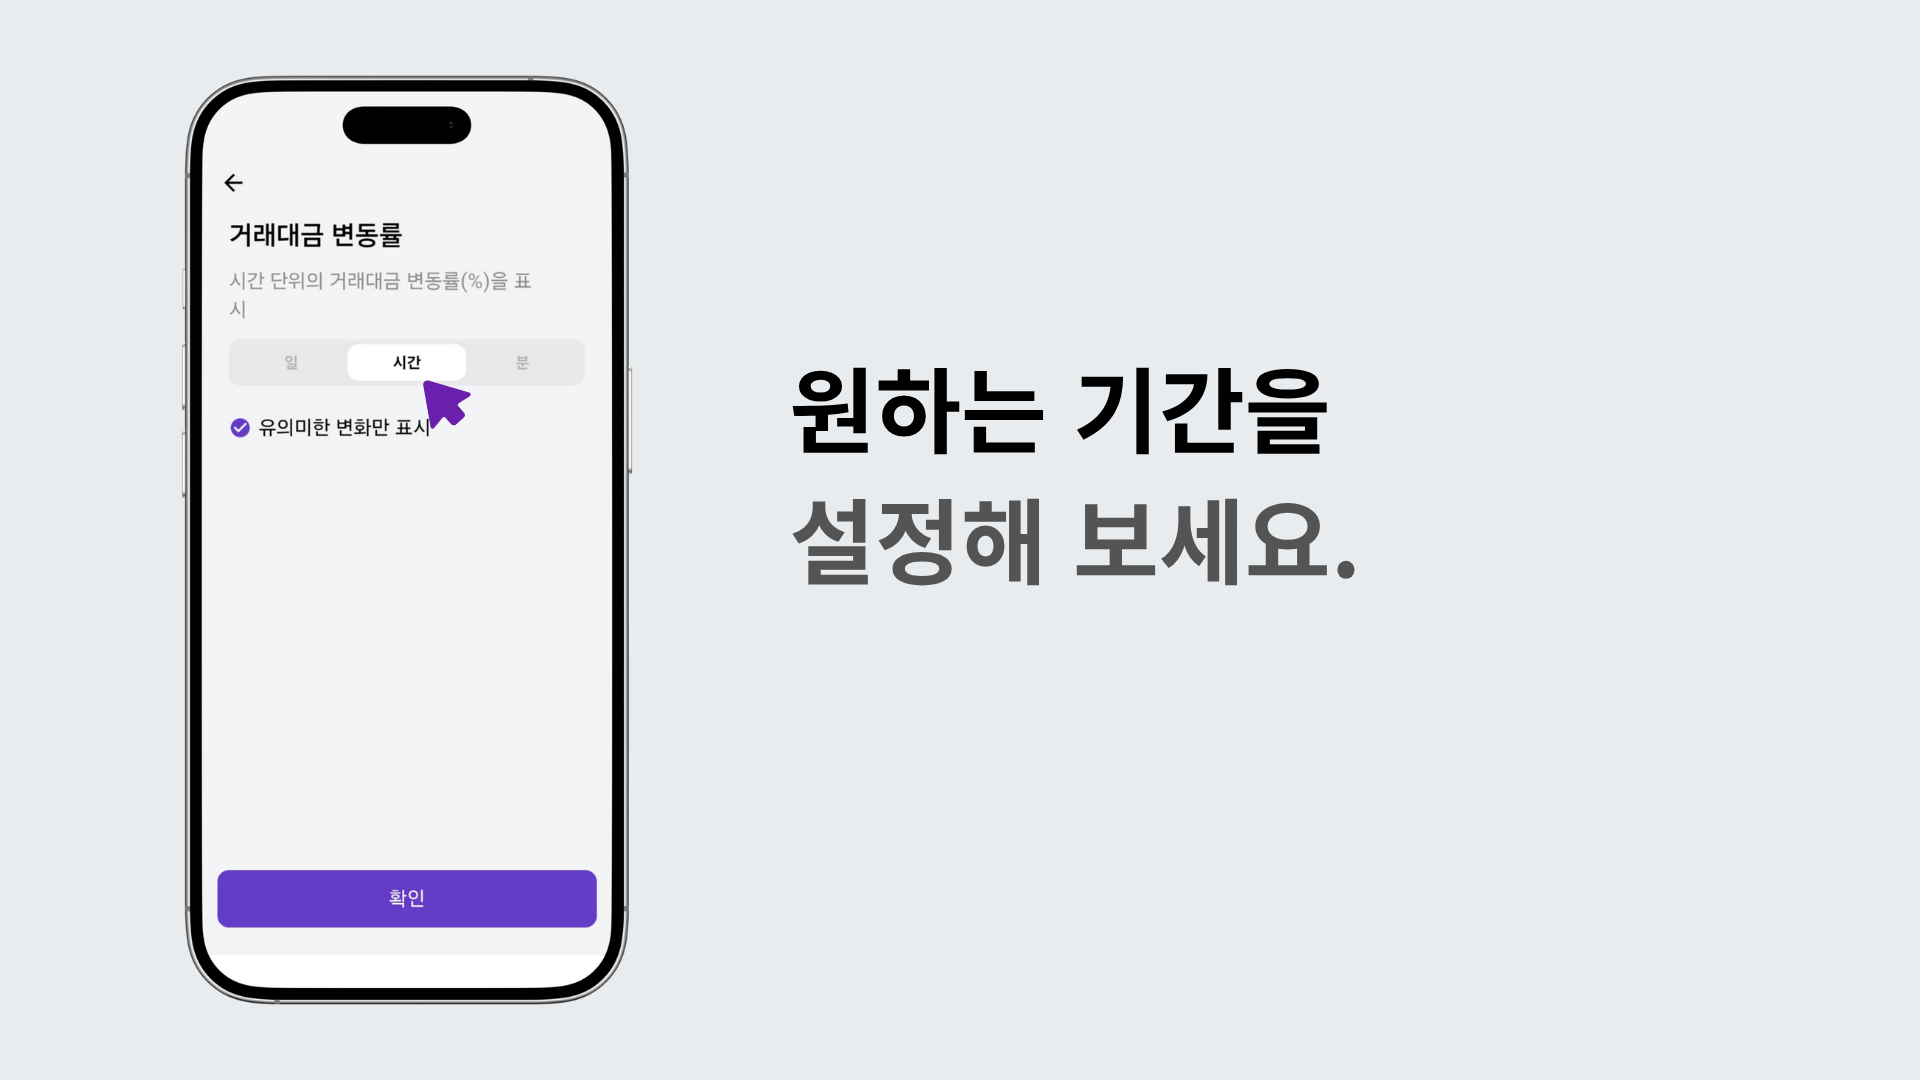 거래대금 변동률
시간 단위의 거래대금 변동률(%)을 표
시
일 시간 분
유의미한 변화만 표시
확인
원하는 기간을
설정해 보세요.